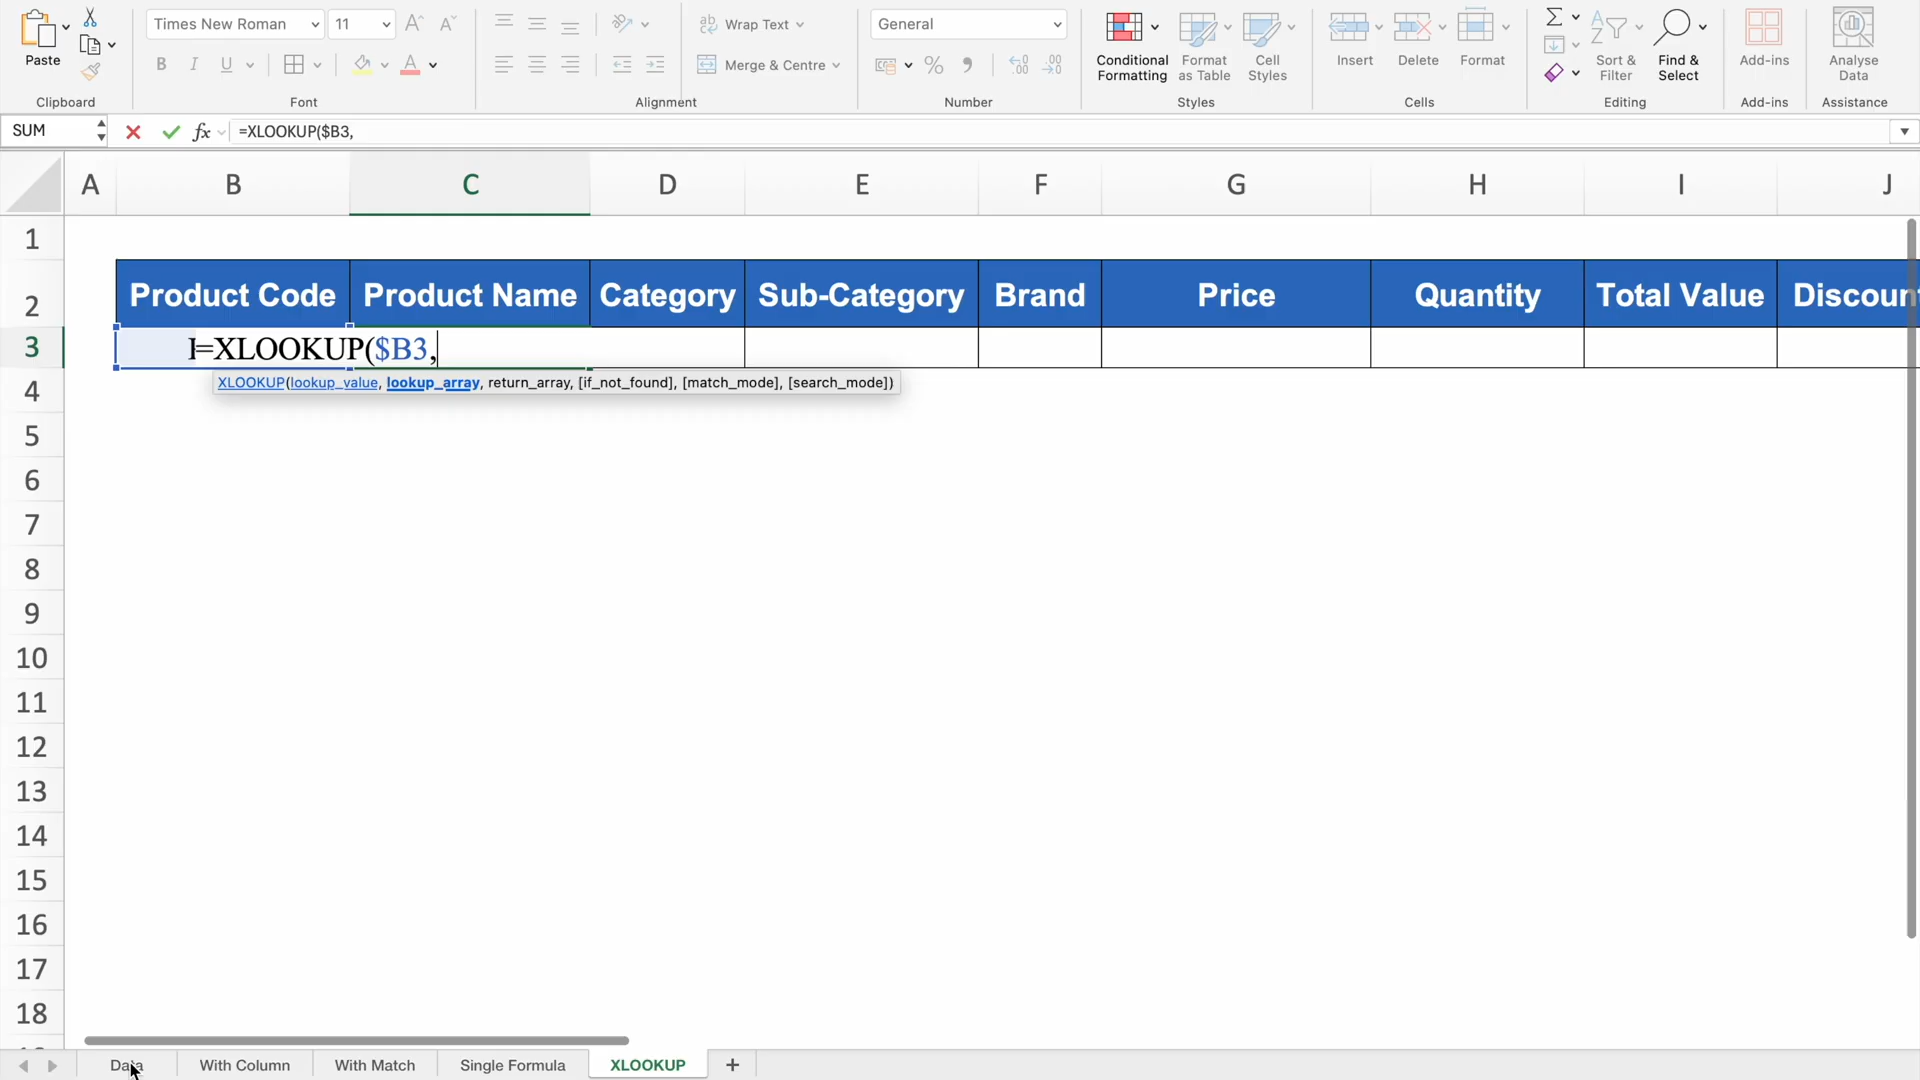 Times New Roman 11 Wrap Text General
Paste B I U A Merge & Centre % Conditional Formatting Format as Table Cell Styles Insert Delete Format Sort & Filter Find & Select Add-ins Analyse Data
Clipboard Font Alignment Number Styles Cells Editing Add-ins Assistance
SUM fx =XLOOKUP($B3,
A B C D E F G H I J
1
2 Product Code Product Name Category Sub-Category Brand Price Quantity Total Value Discoun
3 =XLOOKUP($B3,
XLOOKUP(lookup_value, lookup_array, return_array, [if_not_found], [match_mode], [search_mode])
4
5
6
7
8
9
10
11
12
13
14
15
16
17
18
Data With Column With Match Single Formula XLOOKUP +